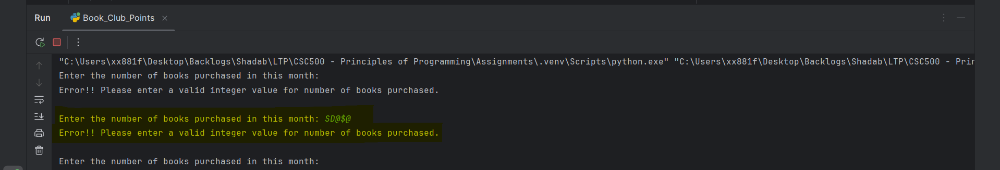 Run Book_Club_Points
"C:\Users\xx881f\Desktop\Backlogs\Shadab\LTP\CSC500 - Principles of Programming\Assignments\.venv\Scripts\python.exe" "C:\Users\xx881f\Desktop\Backlogs\Shadab\LTP\CSC500 - Prin
Enter the number of books purchased in this month:
Error!! Please enter a valid integer value for number of books purchased.
Enter the number of books purchased in this month: SD@$@
Error!! Please enter a valid integer value for number of books purchased.
Enter the number of books purchased in this month: